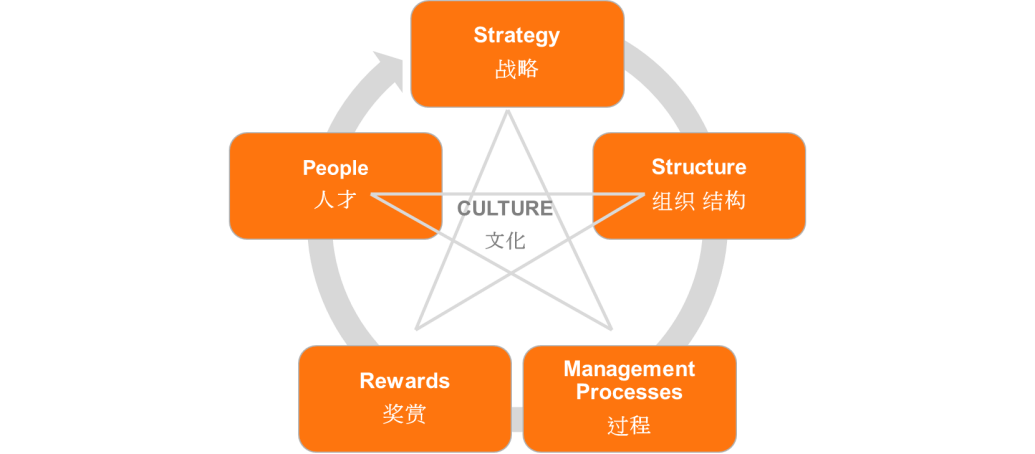 Strategy
战略
People
人才
Structure
组织 结构
CULTURE
文化
Rewards
奖赏
Management
Processes
过程